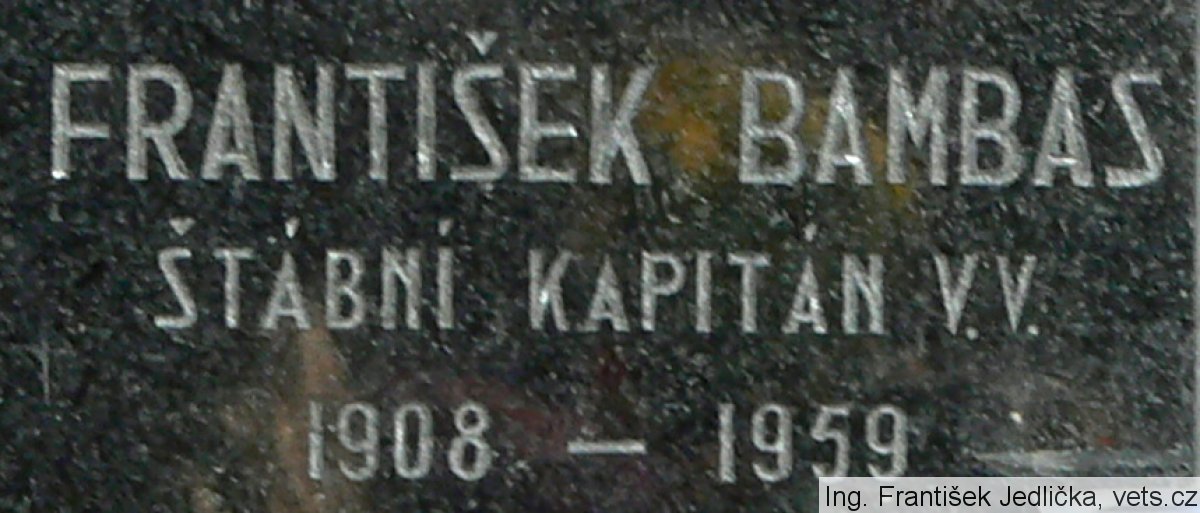 FRANTIŠEK BAMBAS
ŠTÁBNÍ KAPITÁN V.V.
1908 — 1959
Ing. František Jedlička, vets.cz